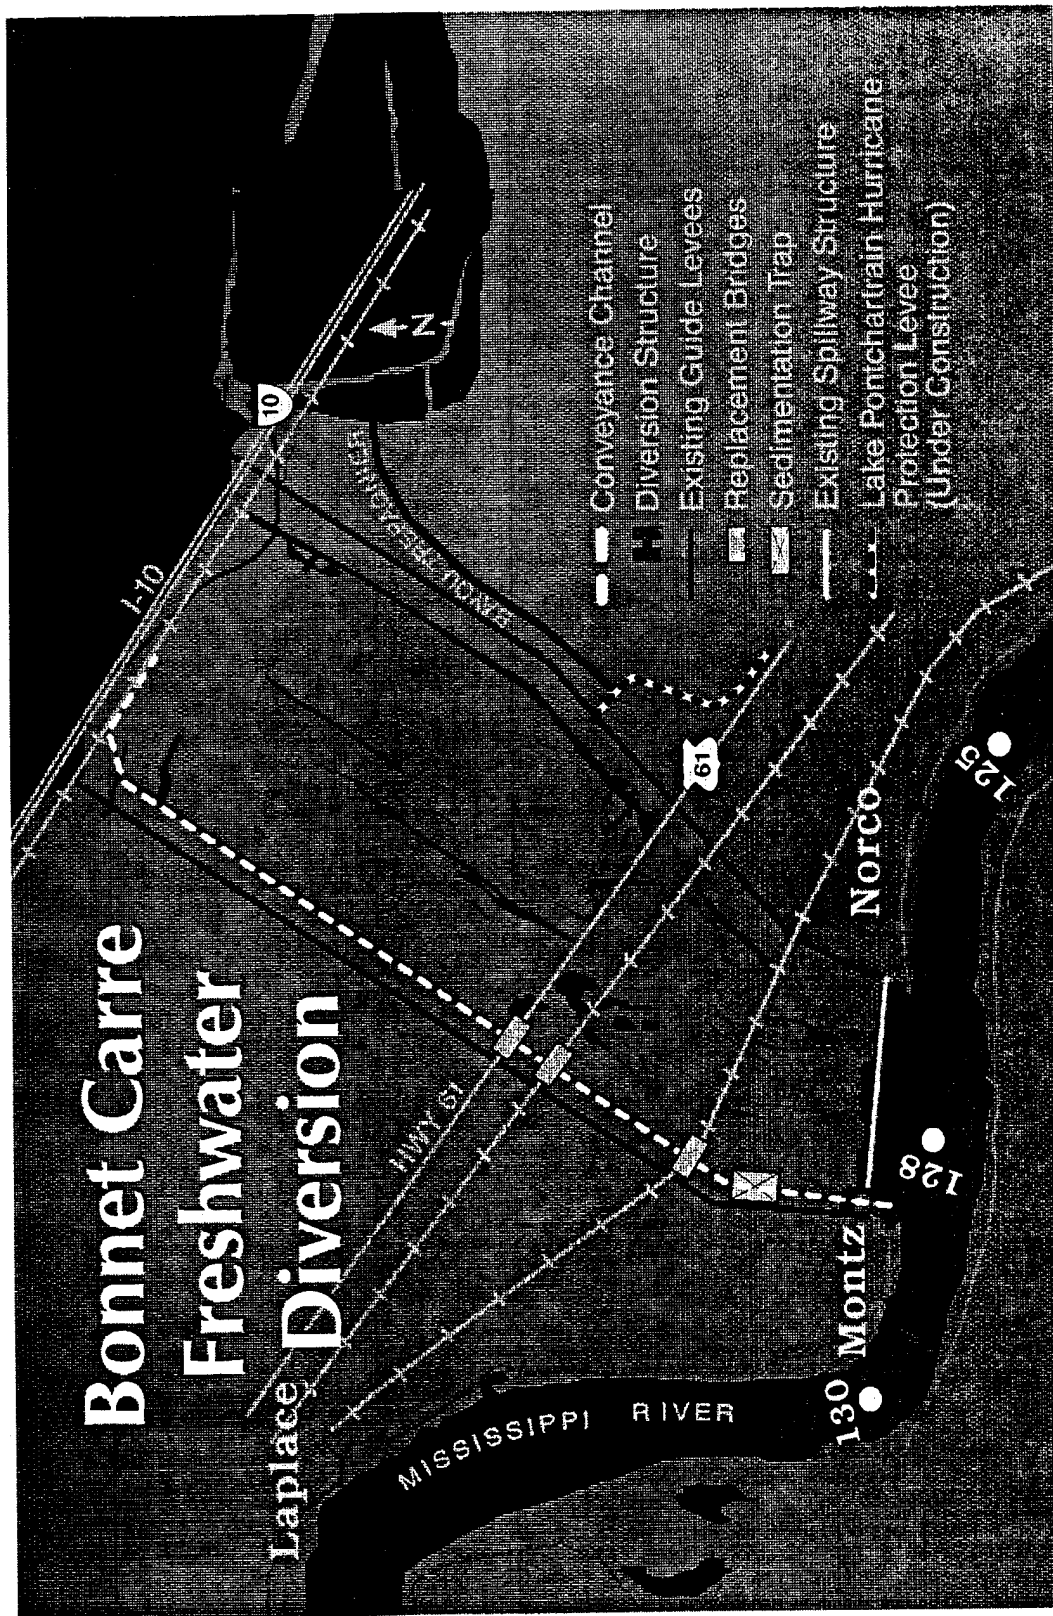 Bonnet Carre
Freshwater
Diversion
Laplace
I-10
10
HWY 61
61
BAYOU TREPAGNIER
N
MISSISSIPPI RIVER
130
Montz
128
Norco
125
Conveyance Channel
Diversion Structure
Existing Guide Levees
Replacement Bridges
Sedimentation Trap
Existing Spillway Structure
Lake Pontchartrain Hurricane
Protection Levee
(Under Construction)